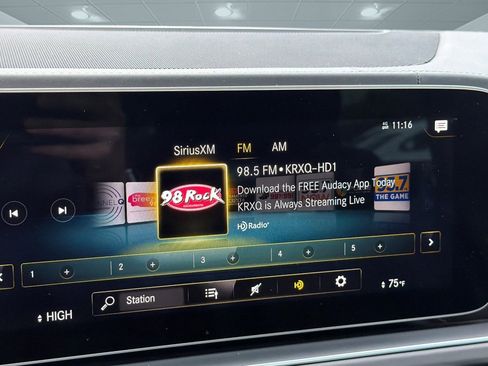 4G 11:16
SiriusXM FM AM
98.5 FM • KRXQ-HD1
Download the FREE Audacy App Today
KRXQ is Always Streaming Live
HD Radio
98 Rock
THE GAME
1 + 2 + 3 + 4 + 5 +
Station
HIGH
75°F